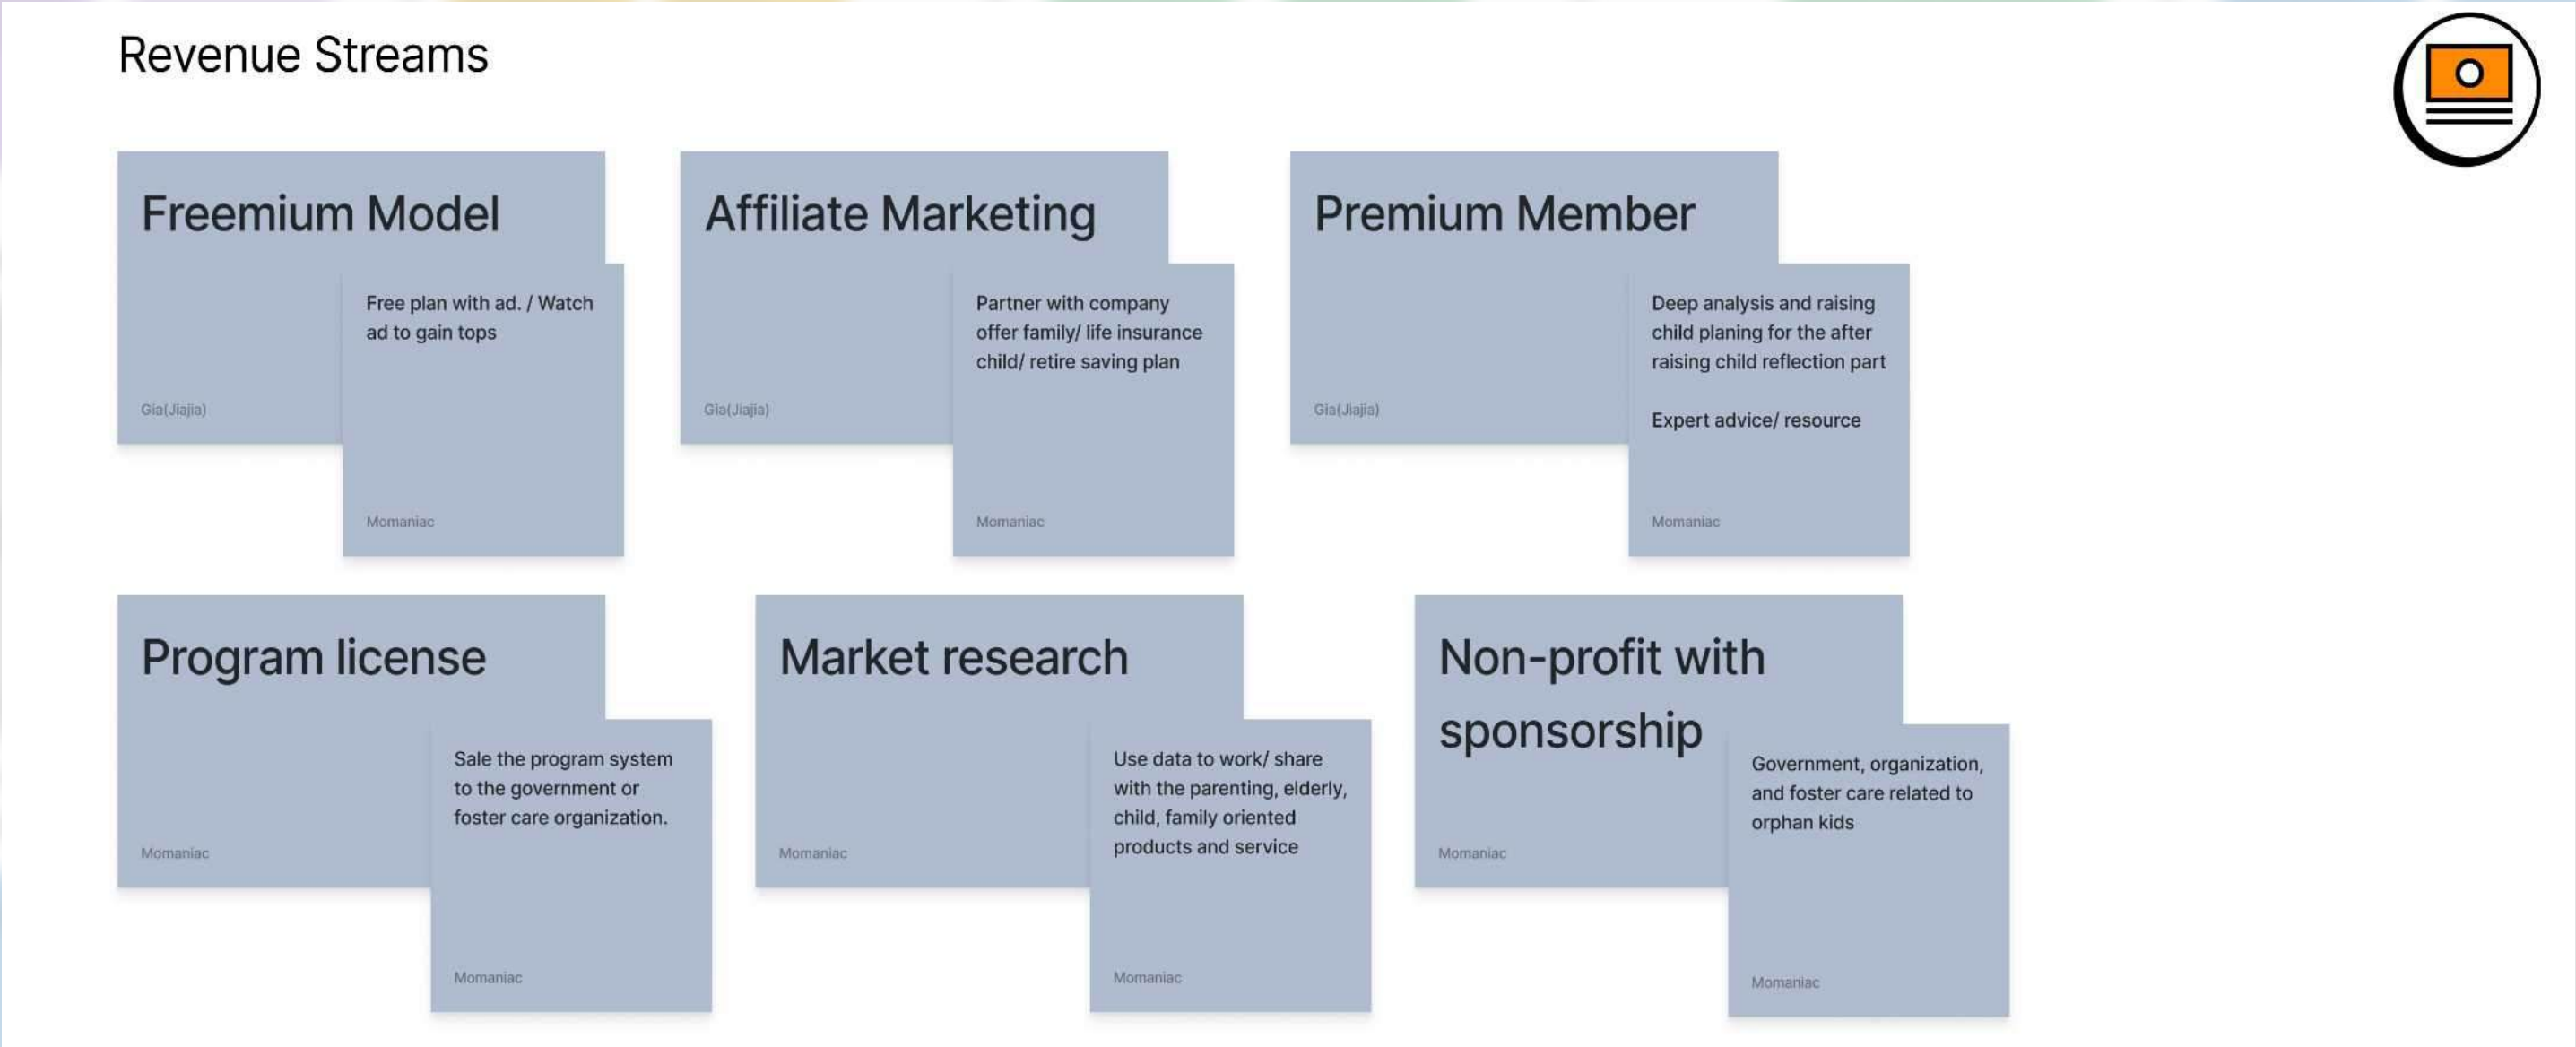 Revenue Streams
Freemium Model
Free plan with ad. / Watch
ad to gain tops
Gia(Jiajia)
Momaniac
Affiliate Marketing
Partner with company
offer family/ life insurance
child/ retire saving plan
Gia(Jiajia)
Momaniac
Premium Member
Deep analysis and raising
child planing for the after
raising child reflection part
Expert advice/ resource
Gia(Jiajia)
Momaniac
Program license
Sale the program system
to the government or
foster care organization.
Momaniac
Momaniac
Market research
Use data to work/ share
with the parenting, elderly,
child, family oriented
products and service
Momaniac
Momaniac
Non-profit with
sponsorship
Government, organization,
and foster care related to
orphan kids
Momaniac
Momaniac